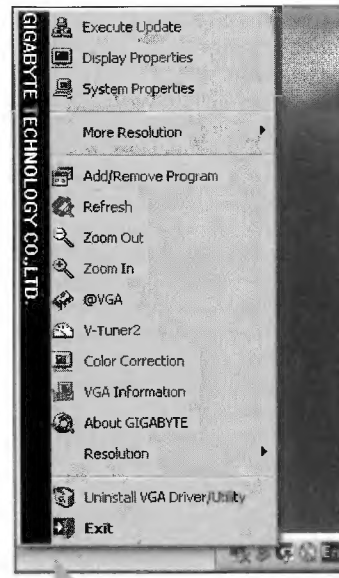 GIGABYTE TECHNOLOGY CO.,LTD.
Execute Update
Display Properties
System Properties
More Resolution
Add/Remove Program
Refresh
Zoom Out
Zoom In
@VGA
V-Tuner2
Color Correction
VGA Information
About GIGABYTE
Resolution
Uninstall VGA Driver/Utility
Exit
En